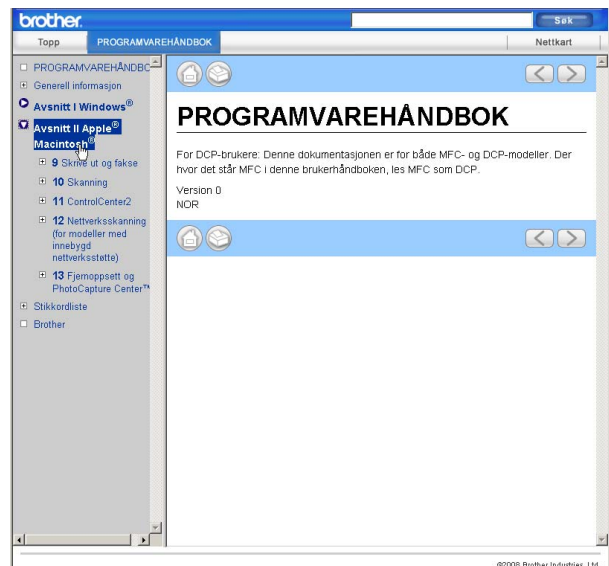 brother.
Søk
Topp
PROGRAMVAREHÅNDBOK
Nettkart
PROGRAMVAREHÅNDBC
Generell informasjon
Avsnitt I Windows®
Avsnitt II Apple®
Macintosh®
9 Skrive ut og fakse
10 Skanning
11 ControlCenter2
12 Nettverksskanning
(for modeller med
innebygd
nettverksstøtte)
13 Fjernoppsett og
PhotoCapture Center™
Stikkordliste
Brother
PROGRAMVAREHÅNDBOK
For DCP-brukere: Denne dokumentasjonen er for både MFC- og DCP-modeller. Der
hvor det står MFC i denne brukerhåndboken, les MFC som DCP.
Version 0
NOR
©2008 Brother Industries, Ltd.